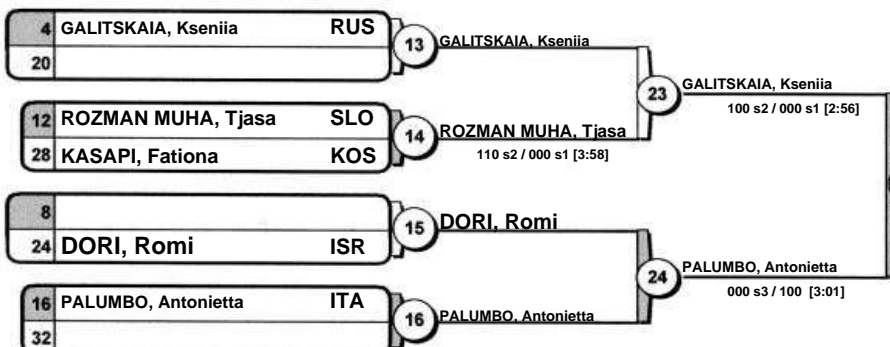 4 GALITSKAIA, Kseniia RUS
20
13 GALITSKAIA, Kseniia
12 ROZMAN MUHA, Tjasa SLO
28 KASAPI, Fationa KOS
14 ROZMAN MUHA, Tjasa
110 s2 / 000 s1 [3:58]
23 GALITSKAIA, Kseniia
100 s2 / 000 s1 [2:56]
8
24 DORI, Romi ISR
15 DORI, Romi
16 PALUMBO, Antonietta ITA
32
16 PALUMBO, Antonietta
24 PALUMBO, Antonietta
000 s3 / 100 [3:01]